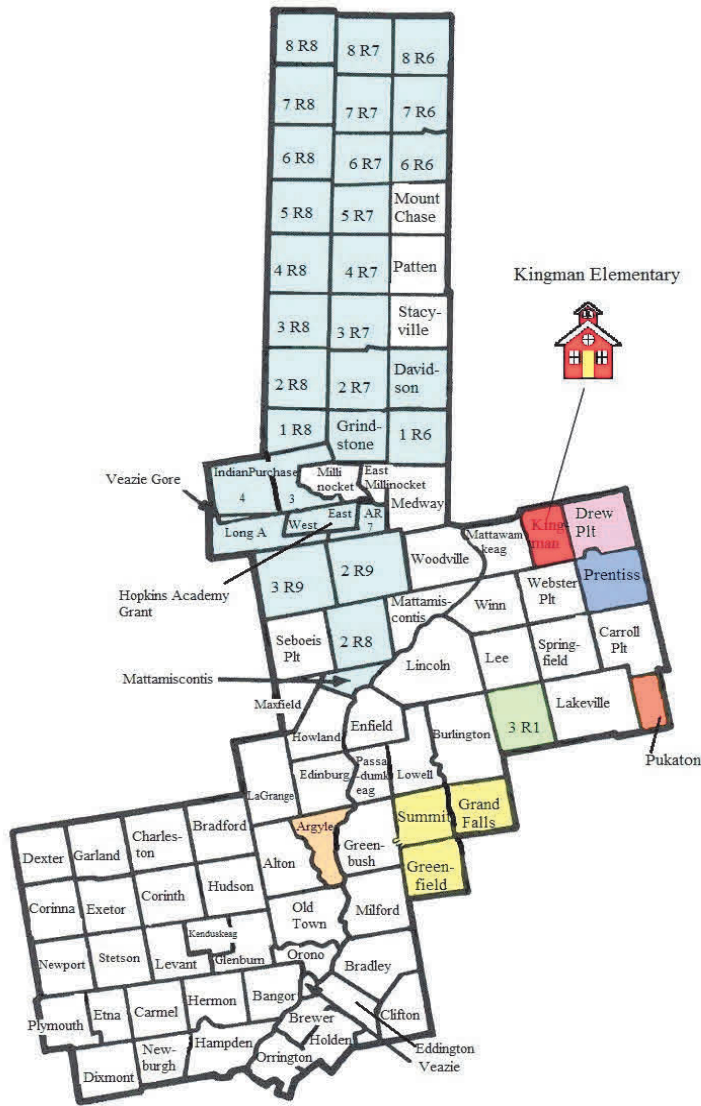 8 R8
8 R7
8 R6
7 R8
7 R7
7 R6
6 R8
6 R7
6 R6
5 R8
5 R7
Mount
Chase
4 R8
4 R7
Patten
Kingman Elementary
3 R8
3 R7
Stacy-
ville
2 R8
2 R7
David-
son
1 R8
Grind-
stone
1 R6
Veazie Gore
IndianPurchase
4
3
Milli
nocket
East
Millinocket
Medway
Long A
West
East
AR
7
Hopkins Academy
Grant
Mattawam
keag
King-
man
Drew
Plt
3 R9
2 R9
Woodville
Webster
Plt
Prentiss
Mattamis-
contis
Winn
Seboeis
Plt
2 R8
Lincoln
Lee
Spring-
field
Carroll
Plt
Mattamiscontis
Maxfield
Howland
Enfield
Burlington
3 R1
Lakeville
Pukaton
Edinburg
Passa
-dumk
eag
Lowell
LaGrange
Summit
Grand
Falls
Argyle
Green-
bush
Green-
field
Dexter
Garland
Charles-
ton
Bradford
Alton
Corinna
Exetor
Corinth
Hudson
Old
Town
Milford
Kenduskeag
Newport
Stetson
Levant
Glenburn
Orono
Bradley
Plymouth
Etna
Carmel
Hermon
Bangor
Clifton
Brewer
Holden
Eddington
Veazie
Dixmont
New-
burgh
Hampden
Orrington